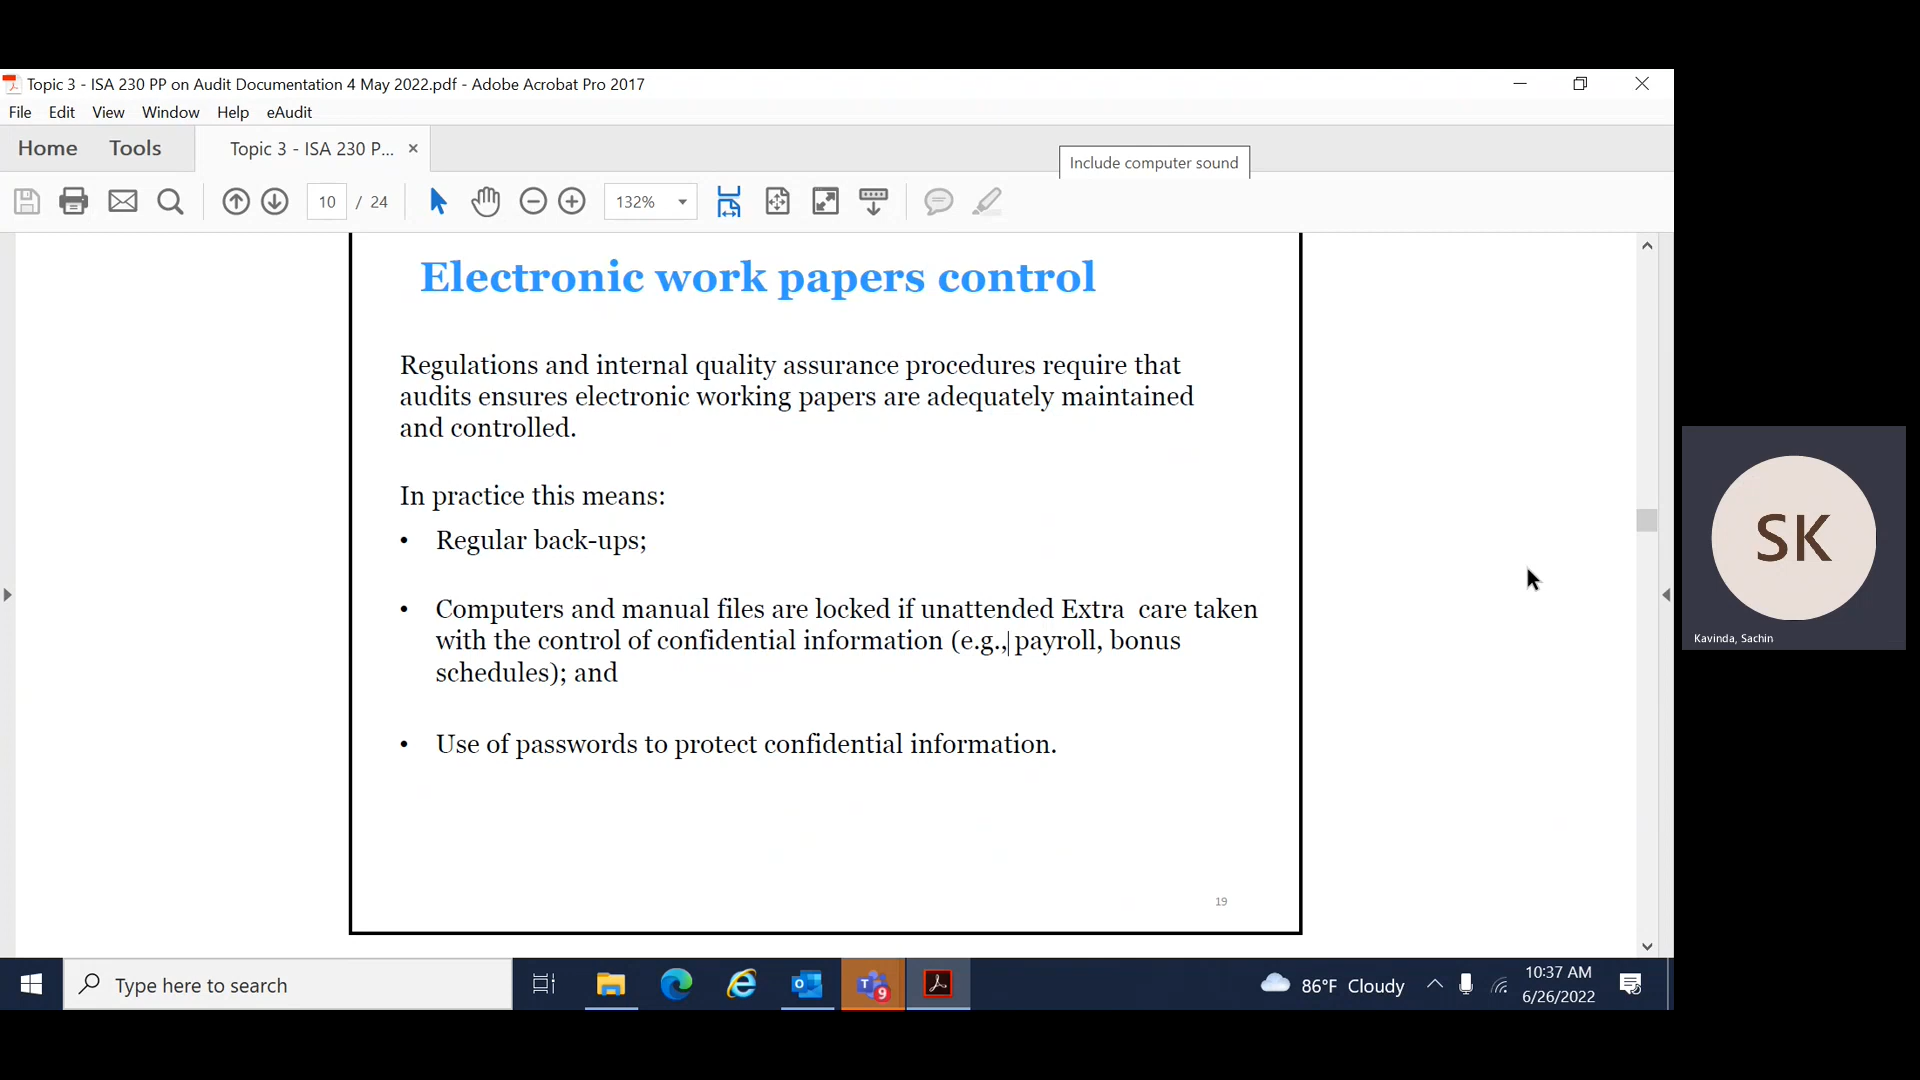 Topic 3 - ISA 230 PP on Audit Documentation 4 May 2022.pdf - Adobe Acrobat Pro 2017
File Edit View Window Help eAudit
Home Tools Topic 3 - ISA 230 P... ×
Include computer sound
10 / 24 132%
Electronic work papers control
Regulations and internal quality assurance procedures require that
audits ensures electronic working papers are adequately maintained
and controlled.
In practice this means:
• Regular back-ups;
• Computers and manual files are locked if unattended Extra care taken
with the control of confidential information (e.g., payroll, bonus
schedules); and
• Use of passwords to protect confidential information.
19
SK
Kavinda, Sachin
Type here to search
9
86°F Cloudy
10:37 AM
6/26/2022